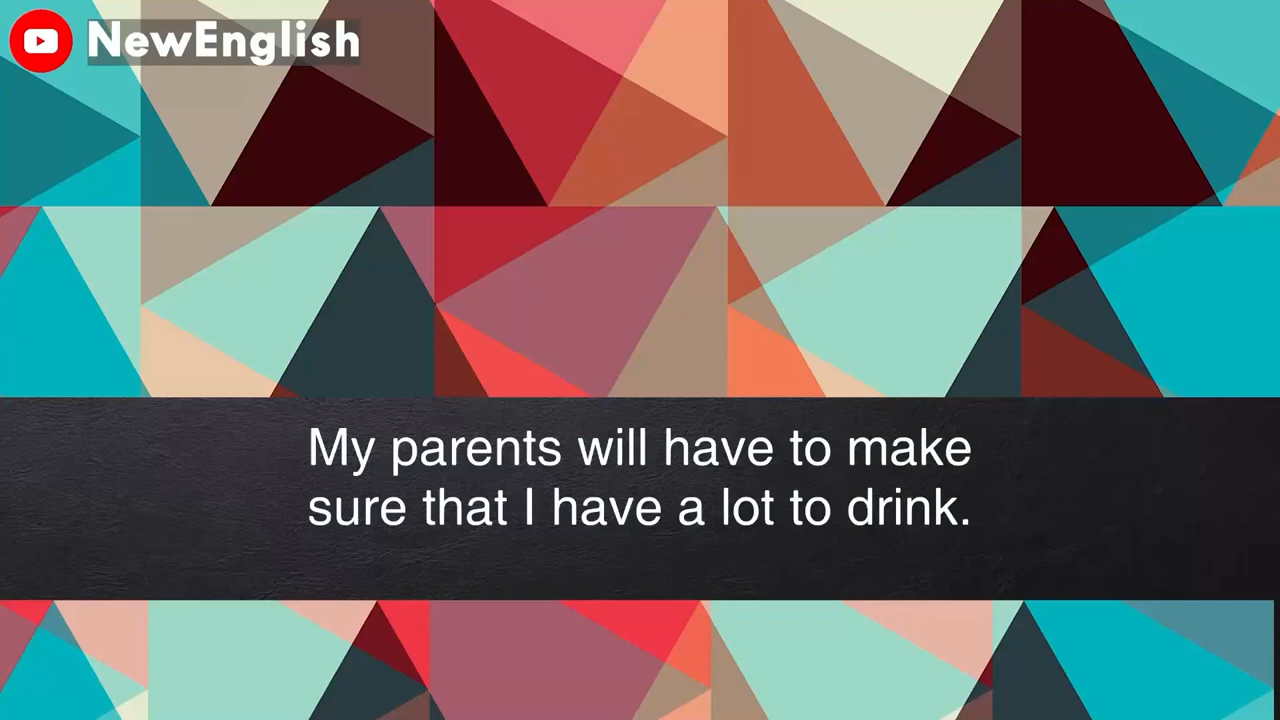 NewEnglish
My parents will have to make
sure that I have a lot to drink.